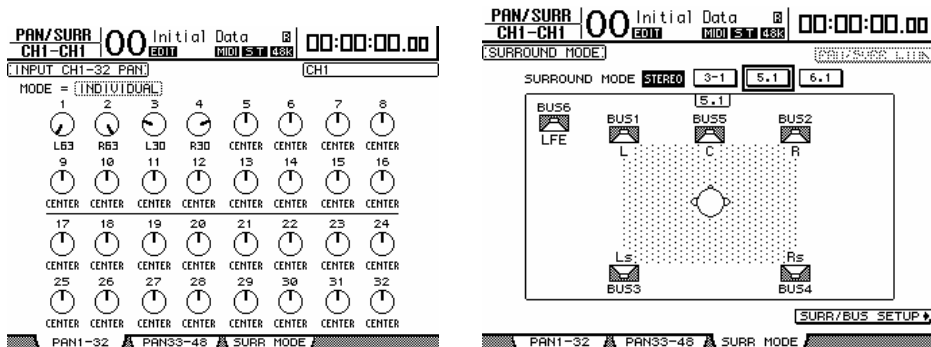 PAN/SURR
CH1-CH1
00
Initial Data
EDIT
MIDI ST 48k
00:00:00.00
INPUT CH1-32 PAN
CH1
MODE = INDIVIDUAL
1 2 3 4 5 6 7 8
L63 R63 L30 R30 CENTER CENTER CENTER CENTER
9 10 11 12 13 14 15 16
CENTER CENTER CENTER CENTER CENTER CENTER CENTER CENTER
17 18 19 20 21 22 23 24
CENTER CENTER CENTER CENTER CENTER CENTER CENTER CENTER
25 26 27 28 29 30 31 32
CENTER CENTER CENTER CENTER CENTER CENTER CENTER CENTER
PAN1-32 PAN33-48 SURR MODE
PAN/SURR
CH1-CH1
00
Initial Data
EDIT
MIDI ST 48k
00:00:00.00
SURROUND MODE
PAN/SURR LINK
SURROUND MODE STEREO 3-1 5.1 6.1
5.1
BUS6
LFE
BUS1 BUS5 BUS2
L C R
Ls Rs
BUS3 BUS4
SURR/BUS SETUP
PAN1-32 PAN33-48 SURR MODE